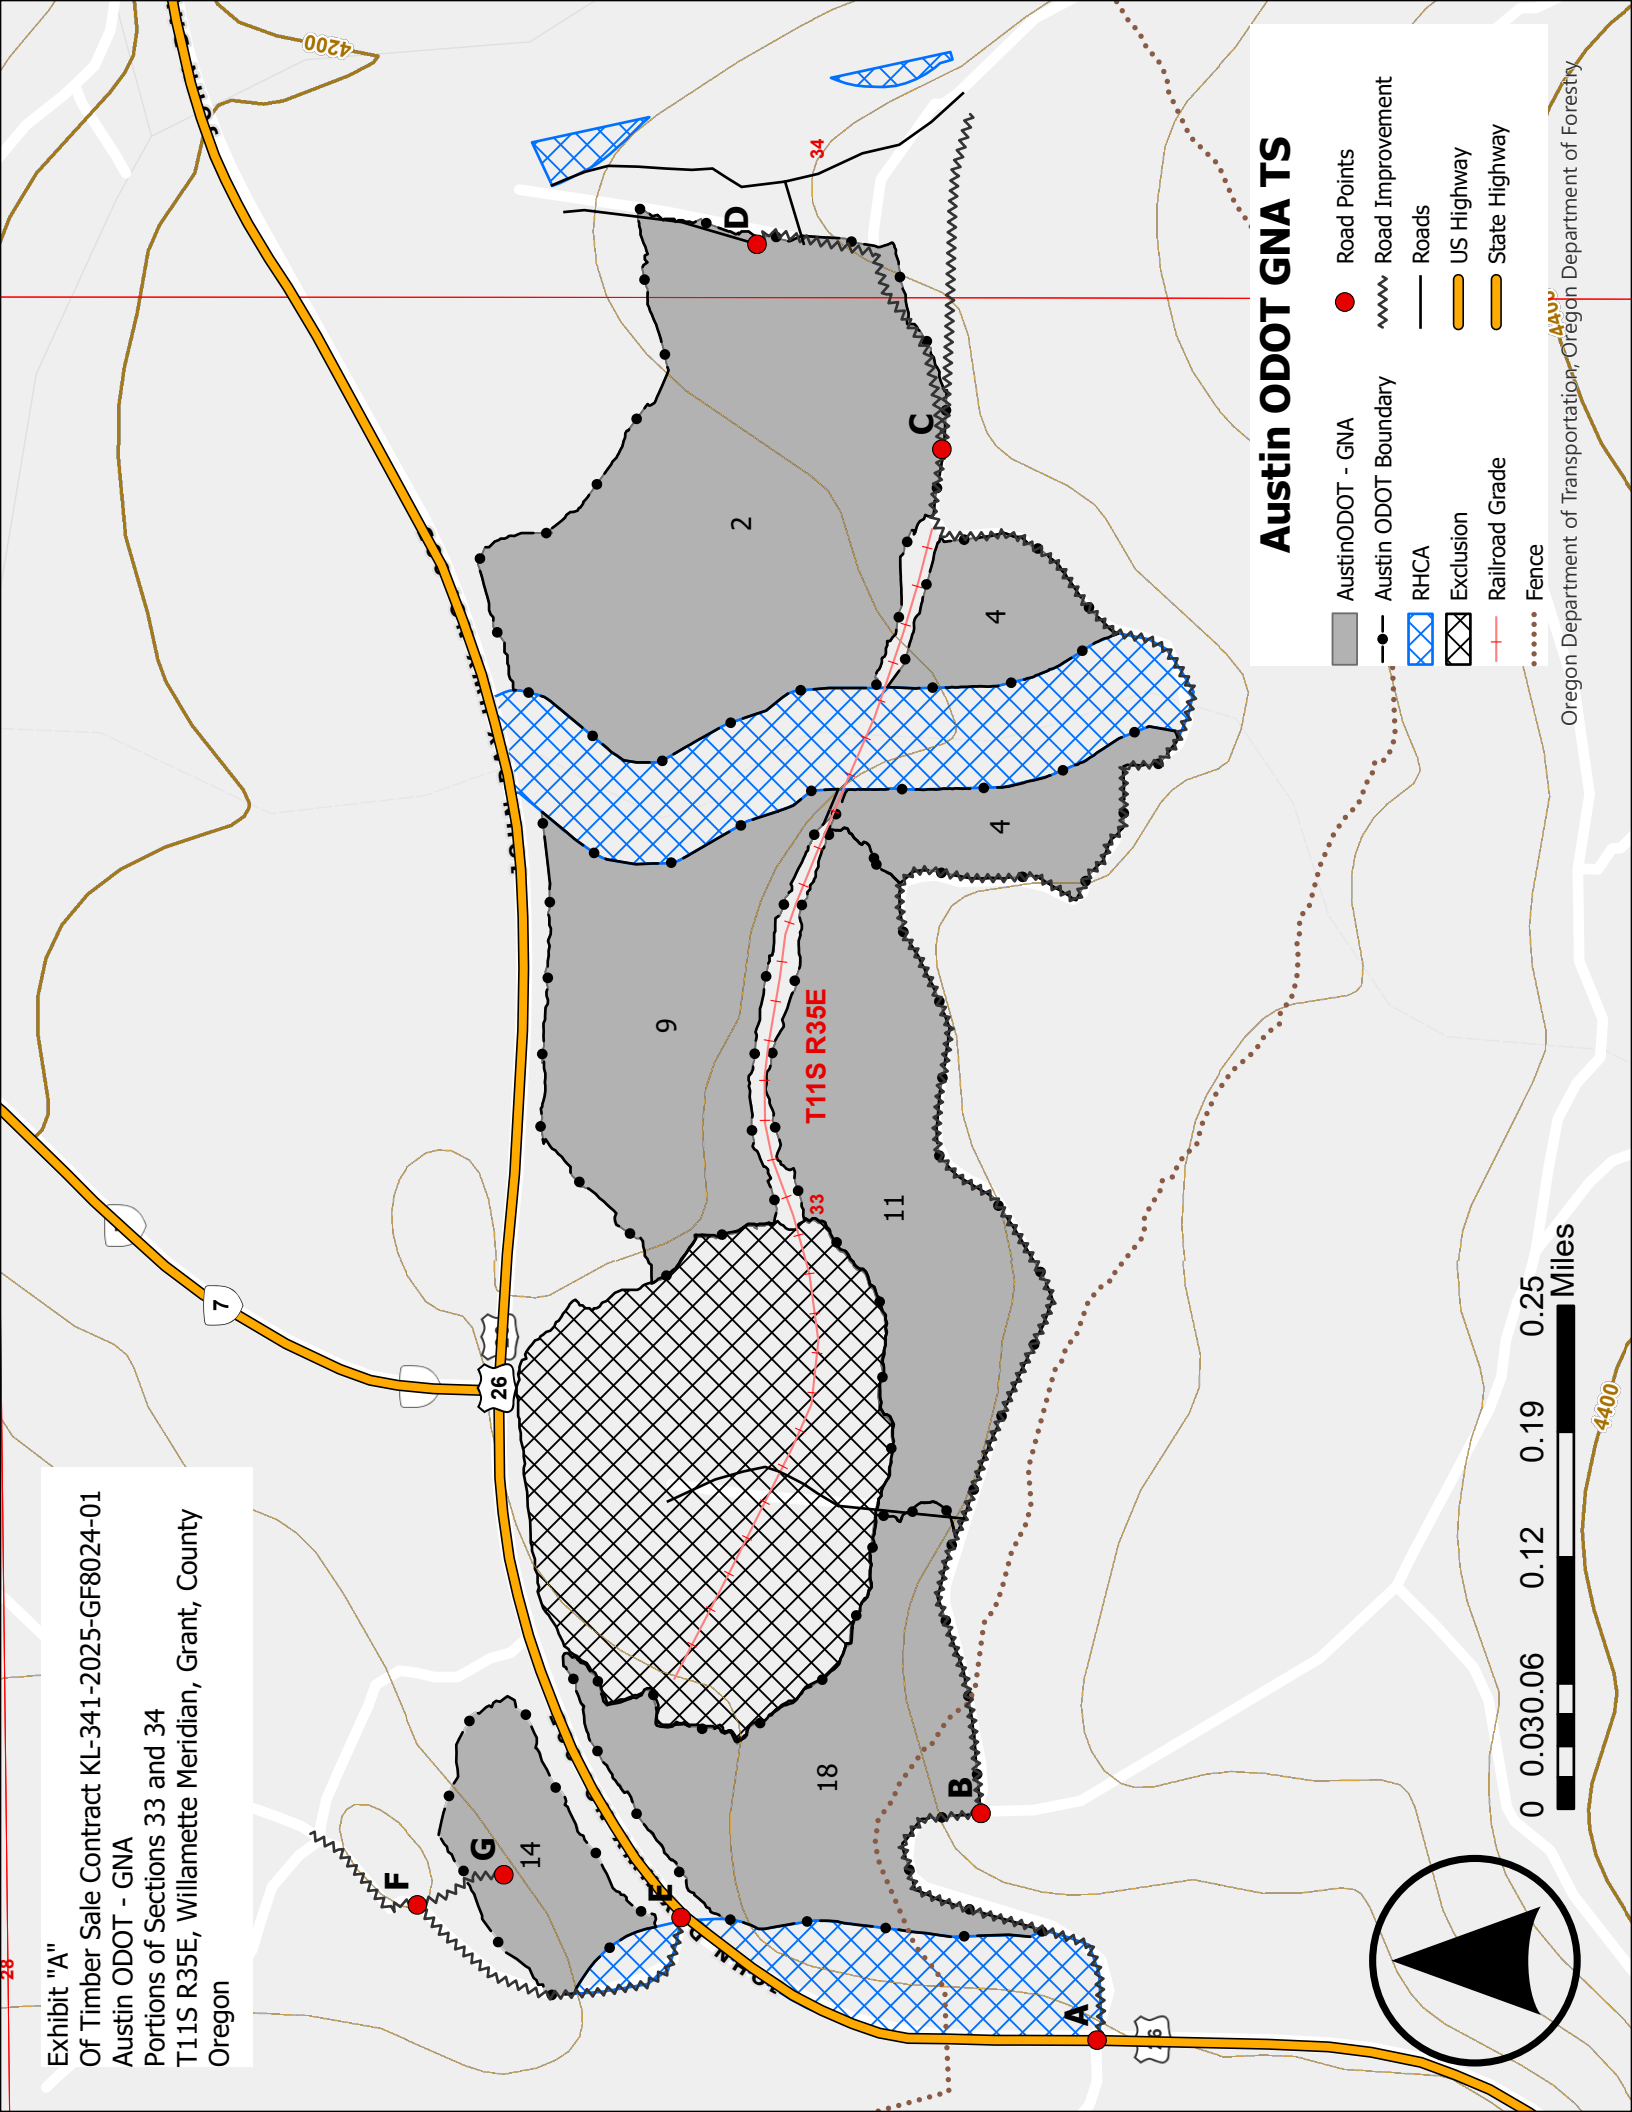 Exhibit "A"
Of Timber Sale Contract KL-341-2025-GF8024-01
Austin ODOT - GNA
Portions of Sections 33 and 34
T11S R35E, Willamette Meridian, Grant, County
Oregon
28
4200
7
26
26
F
G
14
E
A
B
18
11
33
T11S R35E
9
4
4
2
C
D
34
4400
4400
Austin ODOT GNA TS
AustinODOT - GNA
Austin ODOT Boundary
RHCA
Exclusion
Railroad Grade
Fence
Road Points
Road Improvement
Roads
US Highway
State Highway
0 0.030.06 0.12 0.19 0.25
Miles
Oregon Department of Transportation, Oregon Department of Forestry